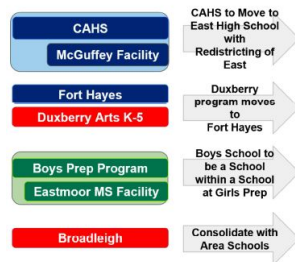 CAHS
McGuffey Facility
CAHS to Move to
East High School
with
Redistricting of
East
Fort Hayes
Duxberry Arts K-5
Duxberry
program moves
to
Fort Hayes
Boys Prep Program
Eastmoor MS Facility
Boys School to
be a School
within a School
at Girls Prep
Broadleigh
Consolidate with
Area Schools